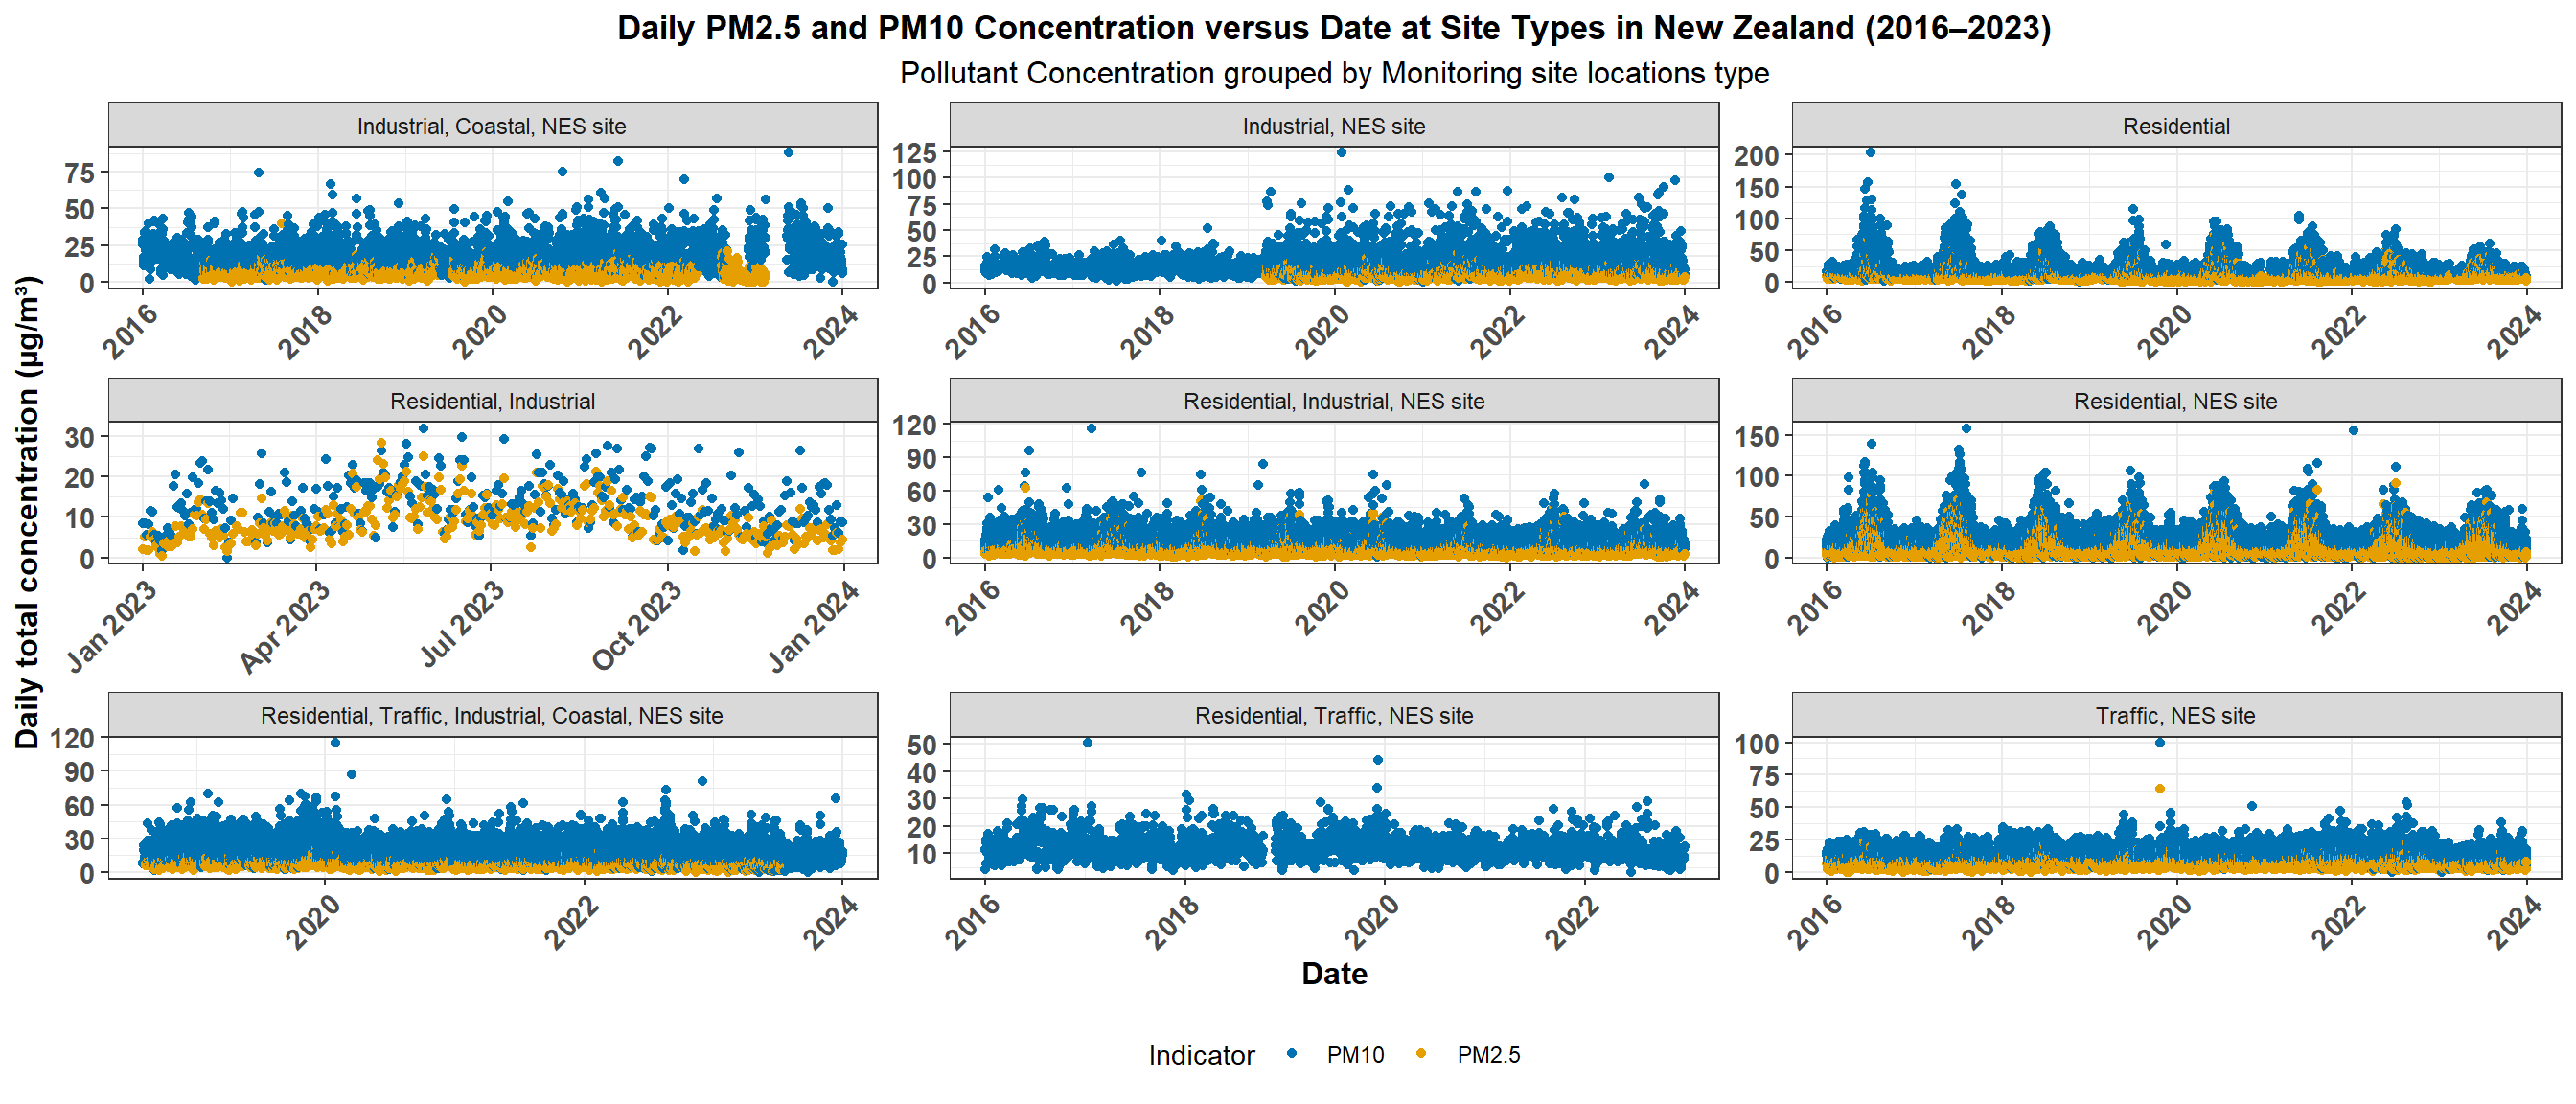 Daily PM2.5 and PM10 Concentration versus Date at Site Types in New Zealand (2016–2023)
Pollutant Concentration grouped by Monitoring site locations type
Daily total concentration (µg/m³)
Industrial, Coastal, NES site
75
50
25
0
2016 2018 2020 2022 2024
Industrial, NES site
125
100
75
50
25
0
2016 2018 2020 2022 2024
Residential
200
150
100
50
0
2016 2018 2020 2022 2024
Residential, Industrial
30
20
10
0
Jan 2023 Apr 2023 Jul 2023 Oct 2023 Jan 2024
Residential, Industrial, NES site
120
90
60
30
0
2016 2018 2020 2022 2024
Residential, NES site
150
100
50
0
2016 2018 2020 2022 2024
Residential, Traffic, Industrial, Coastal, NES site
120
90
60
30
0
2020 2022 2024
Residential, Traffic, NES site
50
40
30
20
10
2016 2018 2020 2022
Traffic, NES site
100
75
50
25
0
2016 2018 2020 2022 2024
Date
Indicator PM10 PM2.5